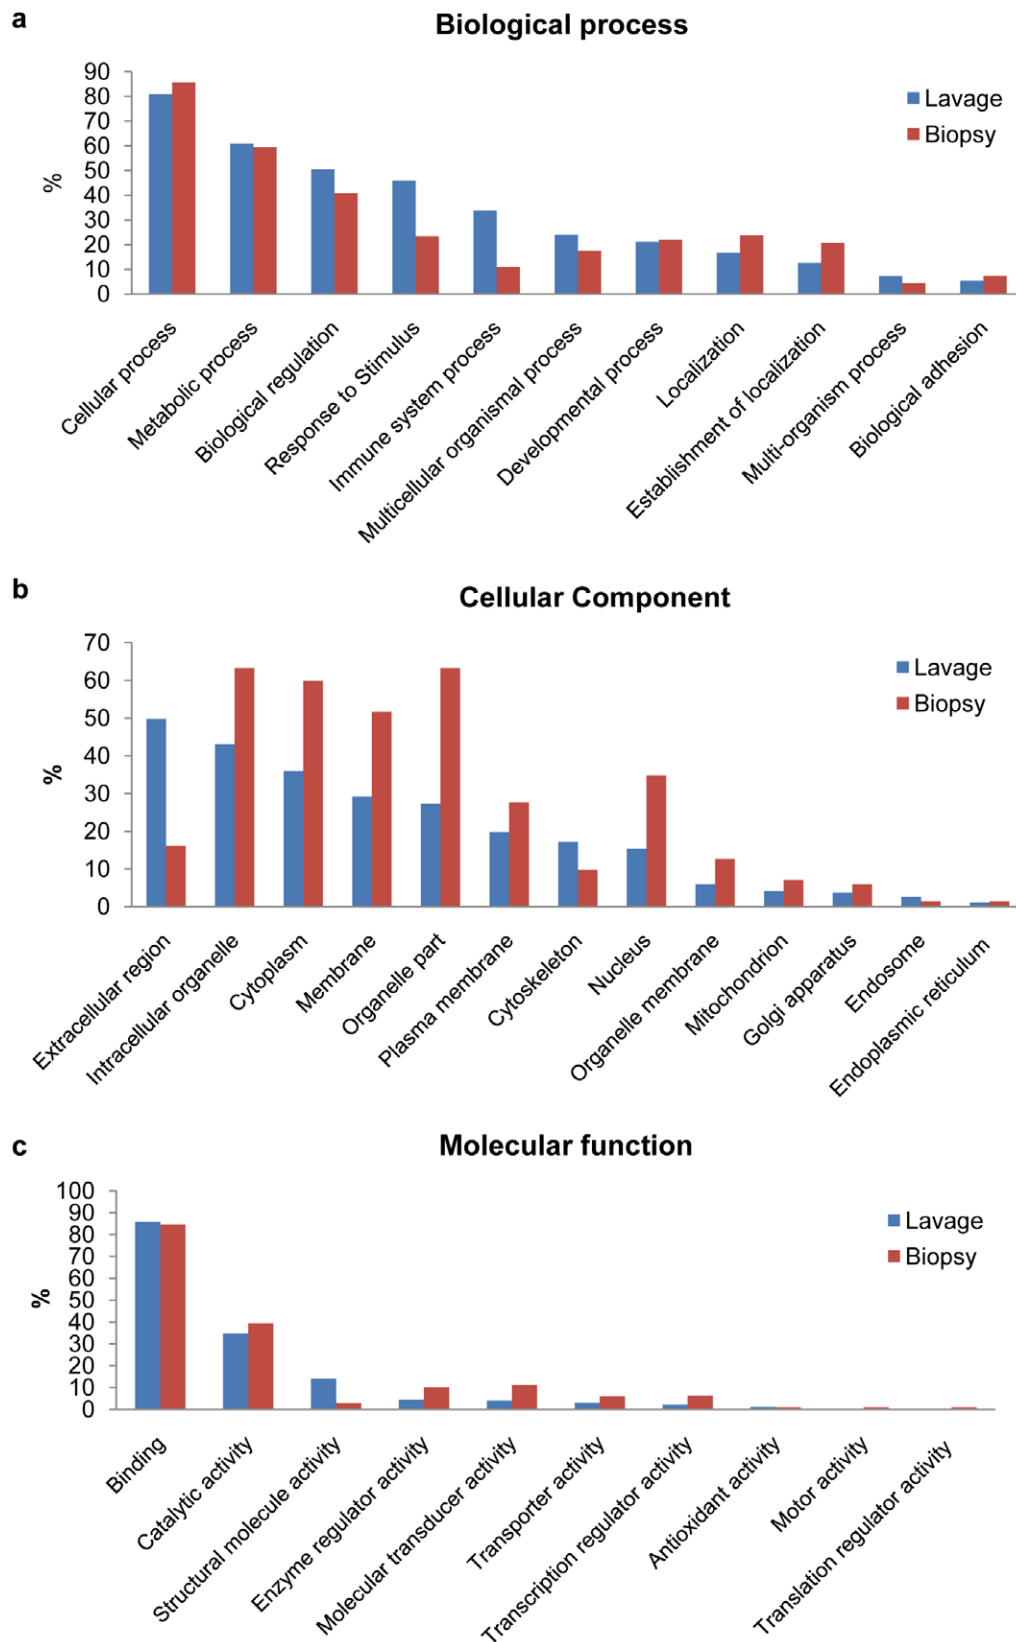 a
Biological process
90
80
70
60
50
40
30
20
10
0
%
Lavage
Biopsy
Cellular process
Metabolic process
Biological regulation
Response to Stimulus
Immune system process
Multicellular organismal process
Developmental process
Localization
Establishment of localization
Multi-organism process
Biological adhesion
b
Cellular Component
70
60
50
40
30
20
10
0
%
Lavage
Biopsy
Extracellular region
Intracellular organelle
Cytoplasm
Membrane
Organelle part
Plasma membrane
Cytoskeleton
Nucleus
Organelle membrane
Mitochondrion
Golgi apparatus
Endosome
Endoplasmic reticulum
c
Molecular function
100
90
80
70
60
50
40
30
20
10
0
%
Lavage
Biopsy
Binding
Catalytic activity
Structural molecule activity
Enzyme regulator activity
Molecular transducer activity
Transporter activity
Transcription regulator activity
Antioxidant activity
Motor activity
Translation regulator activity